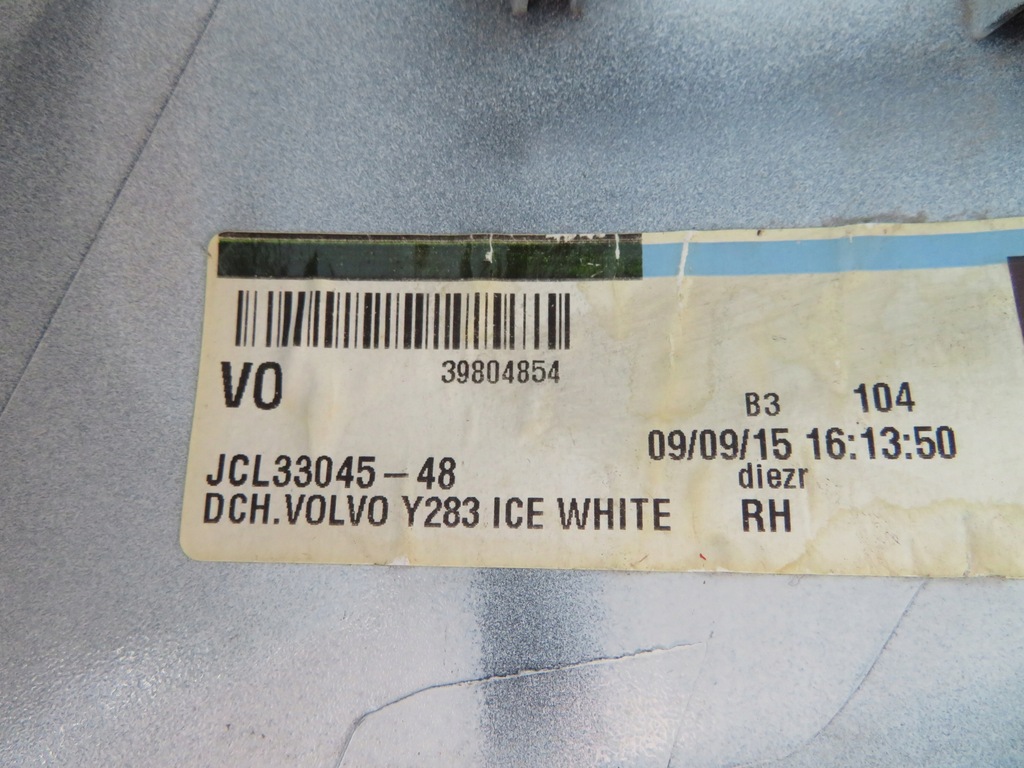 39804854
VO
B3 104
09/09/15 16:13:50
JCL33045-48
diezr
DCH.VOLVO Y283 ICE WHITE RH